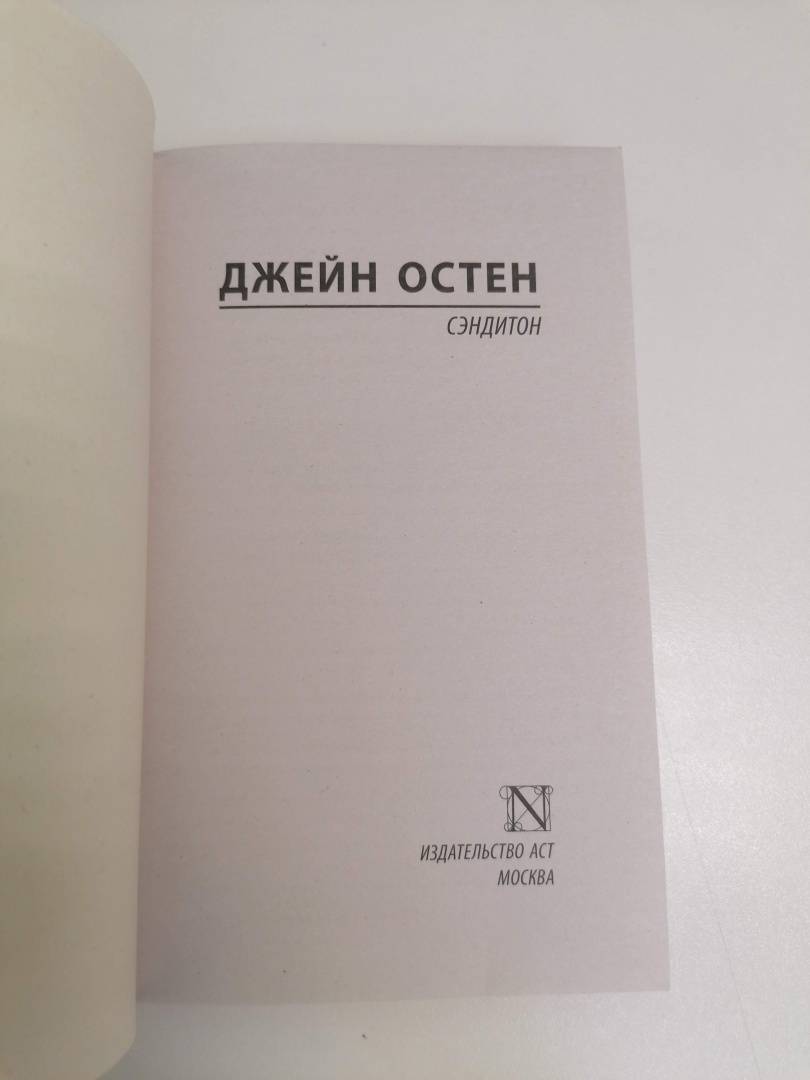 ДЖЕЙН ОСТЕН
СЭНДИТОН
N
ИЗДАТЕЛЬСТВО АСТ
МОСКВА